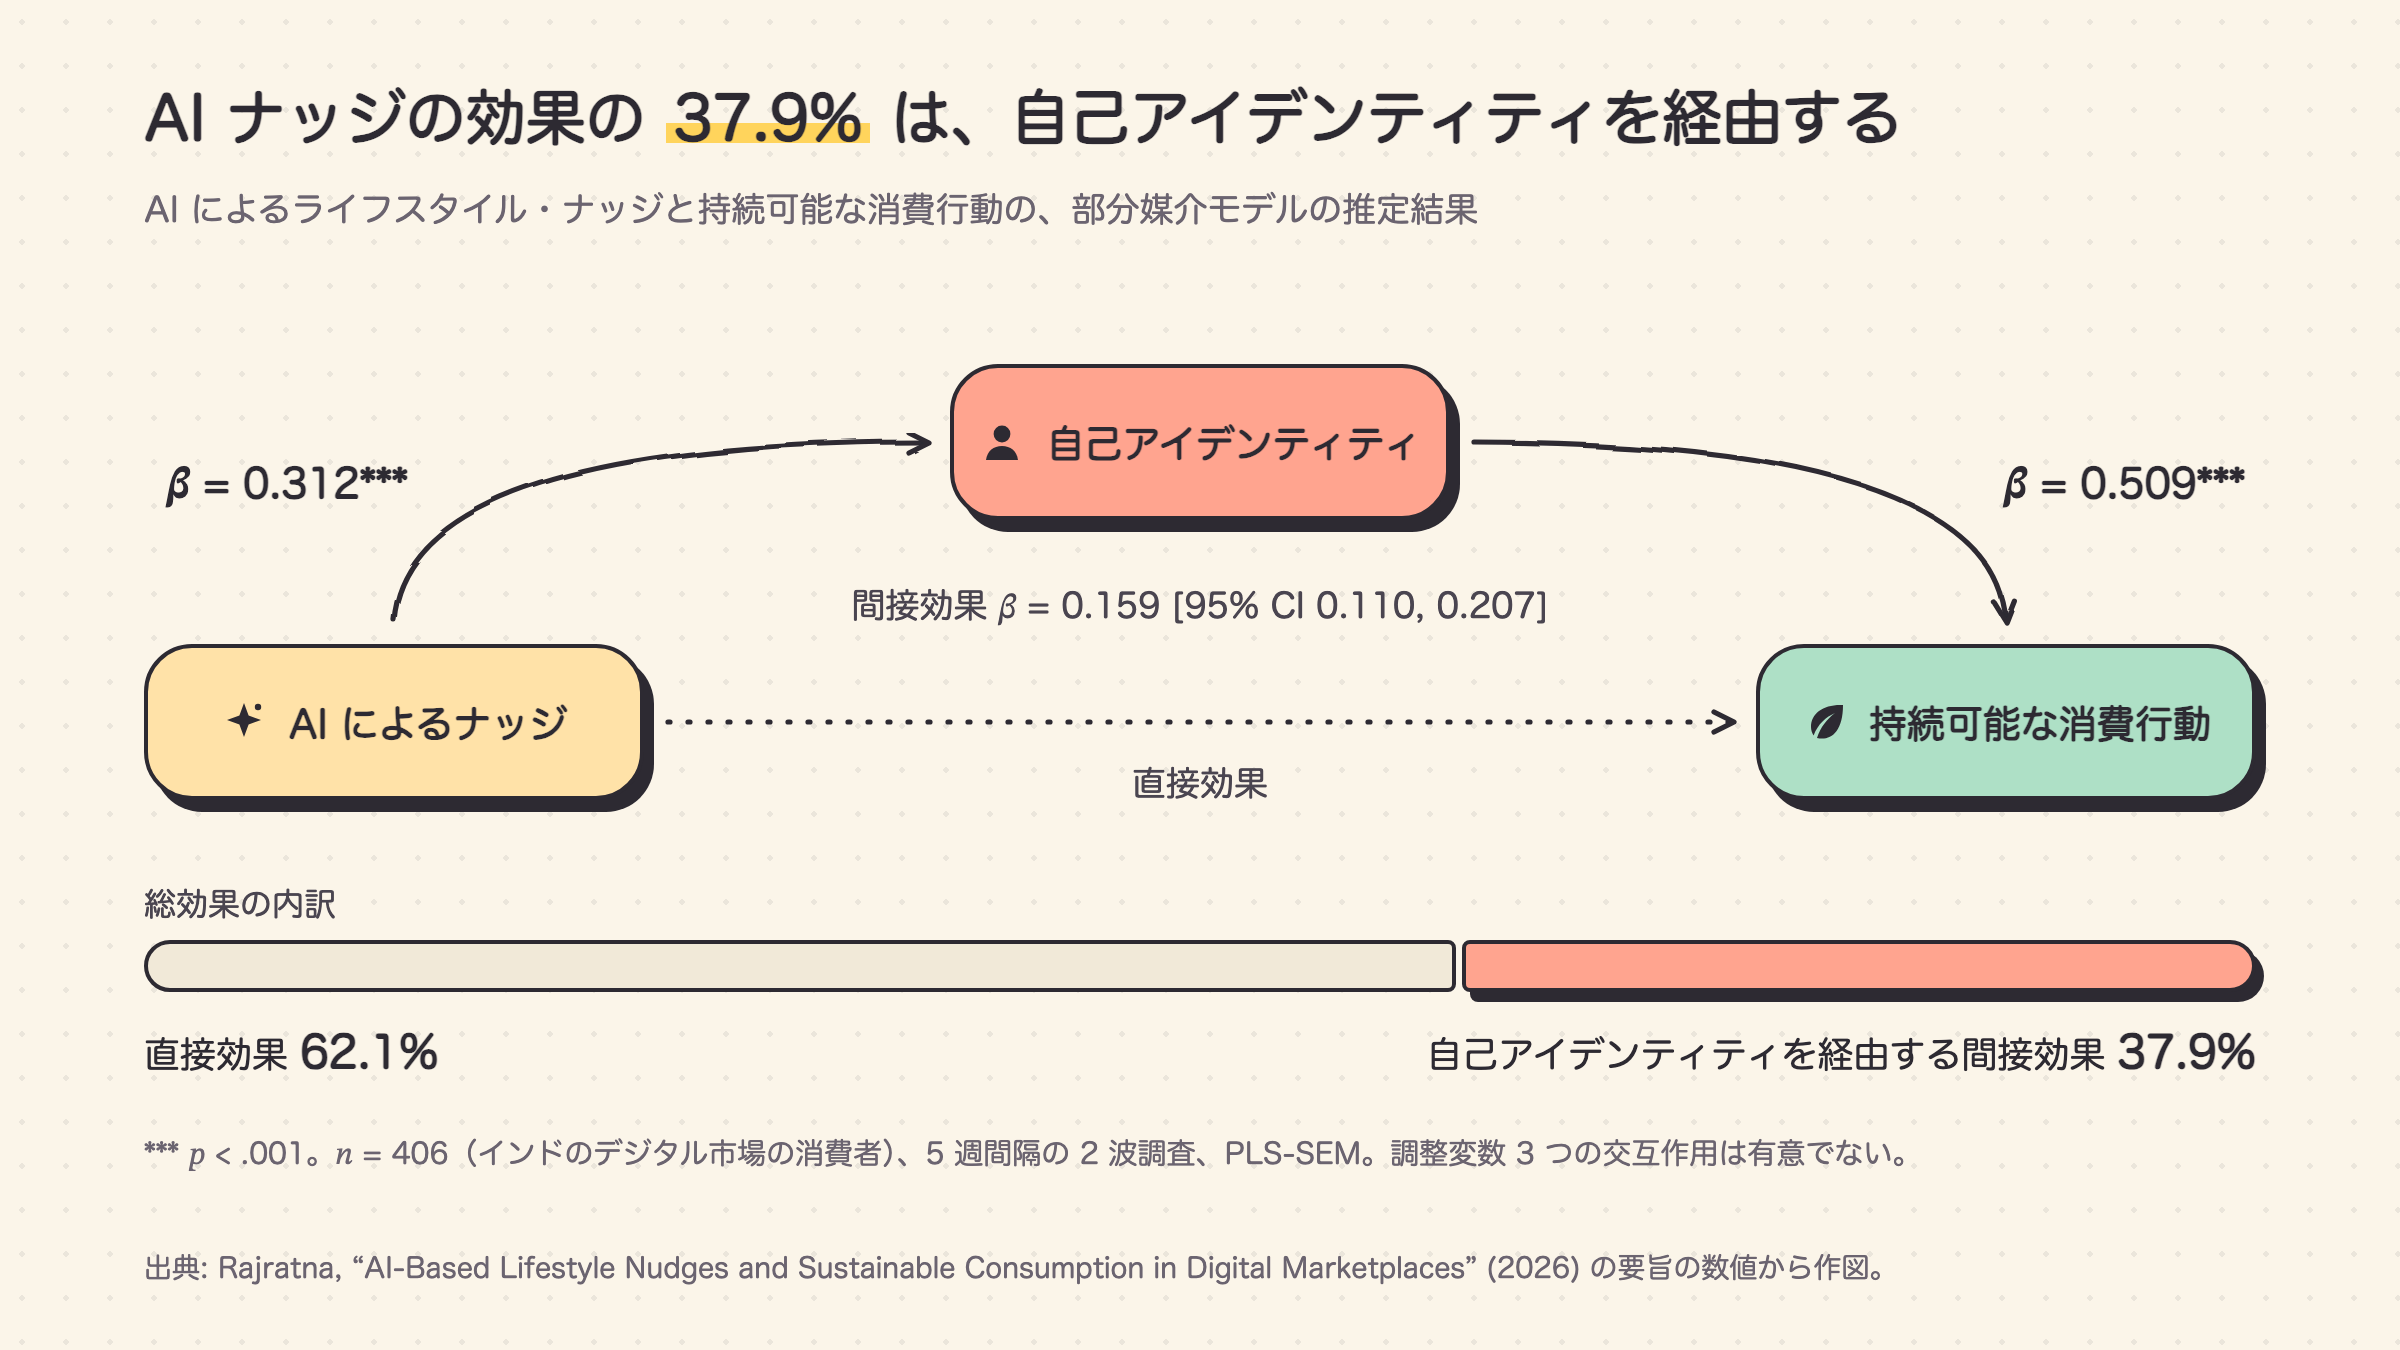 AI ナッジの効果の 37.9% は、自己アイデンティティを経由する
AI によるライフスタイル・ナッジと持続可能な消費行動の、部分媒介モデルの推定結果
自己アイデンティティ
β = 0.312***
β = 0.509***
間接効果 β = 0.159 [95% CI 0.110, 0.207]
AI によるナッジ
持続可能な消費行動
直接効果
総効果の内訳
直接効果 62.1%
自己アイデンティティを経由する間接効果 37.9%
*** p < .001。n = 406（インドのデジタル市場の消費者）、5 週間隔の 2 波調査、PLS-SEM。調整変数 3 つの交互作用は有意でない。
出典: Rajratna, “AI-Based Lifestyle Nudges and Sustainable Consumption in Digital Marketplaces” (2026) の要旨の数値から作図。